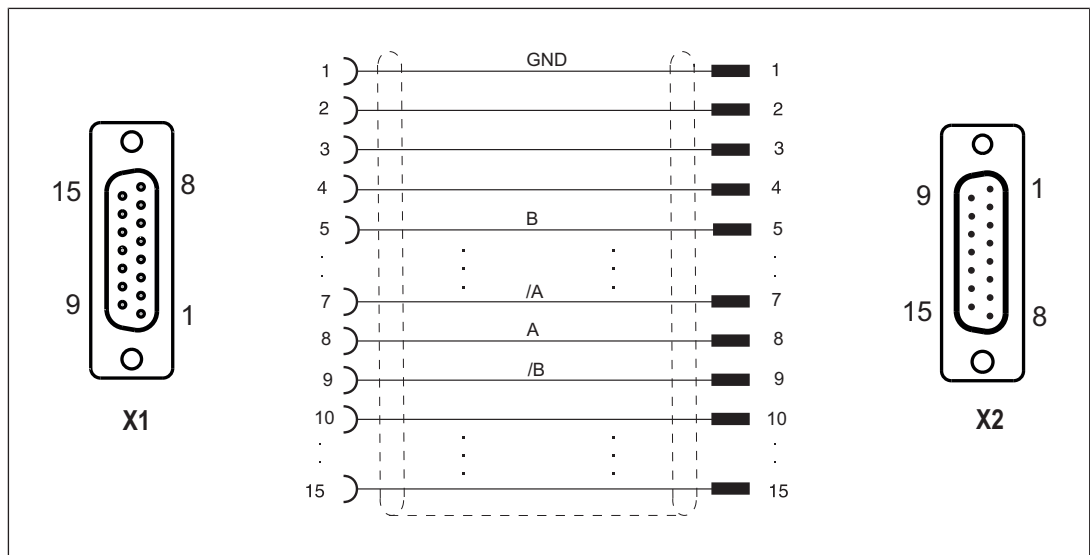 1 GND 1
2 2
3 3
4 4
5 B 5
. .
. .
7 /A 7
8 A 8
9 /B 9
10 10
. .
. .
15 15
15 8
9 1
X1
9 1
15 8
X2